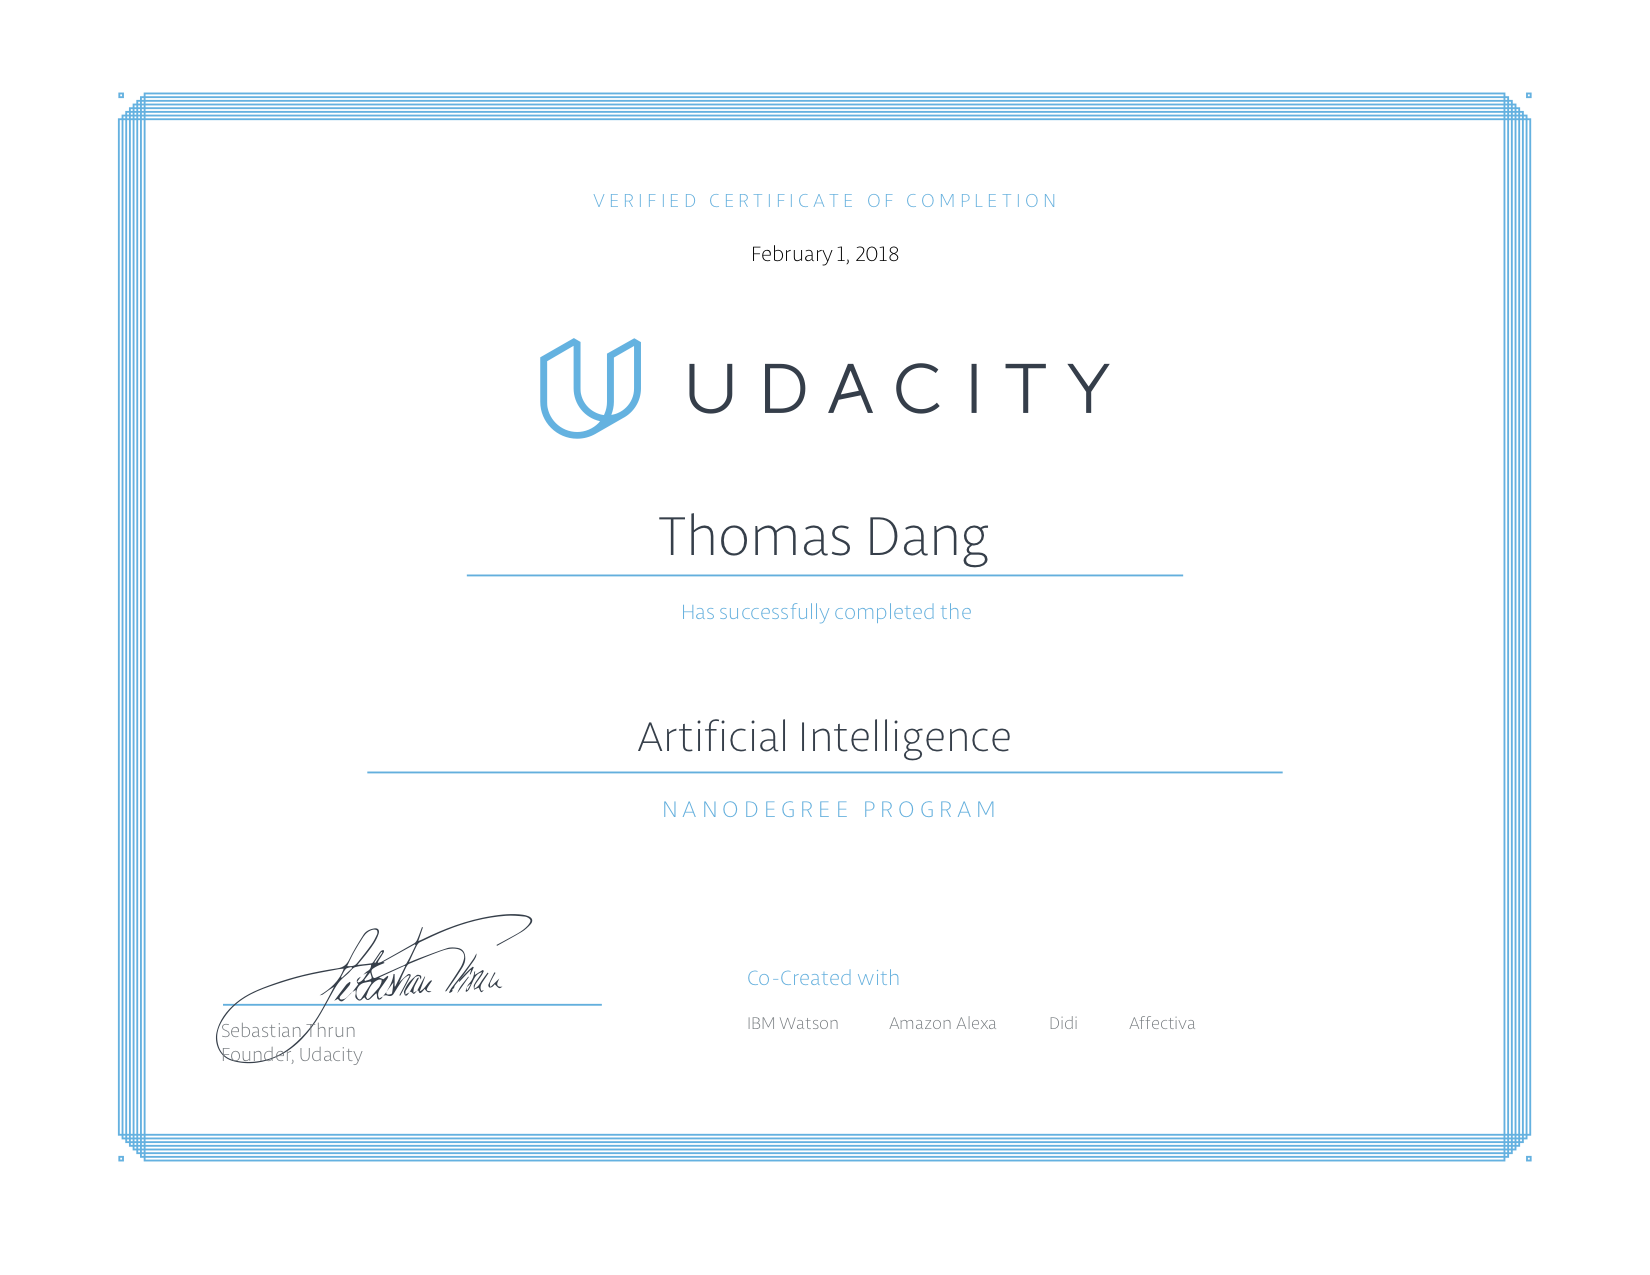 VERIFIED CERTIFICATE OF COMPLETION
February 1, 2018
UDACITY
Thomas Dang
Has successfully completed the
Artificial Intelligence
NANODEGREE PROGRAM
Sebastian Thrun
Sebastian Thrun
Founder, Udacity
Co-Created with
IBM Watson Amazon Alexa Didi Affectiva